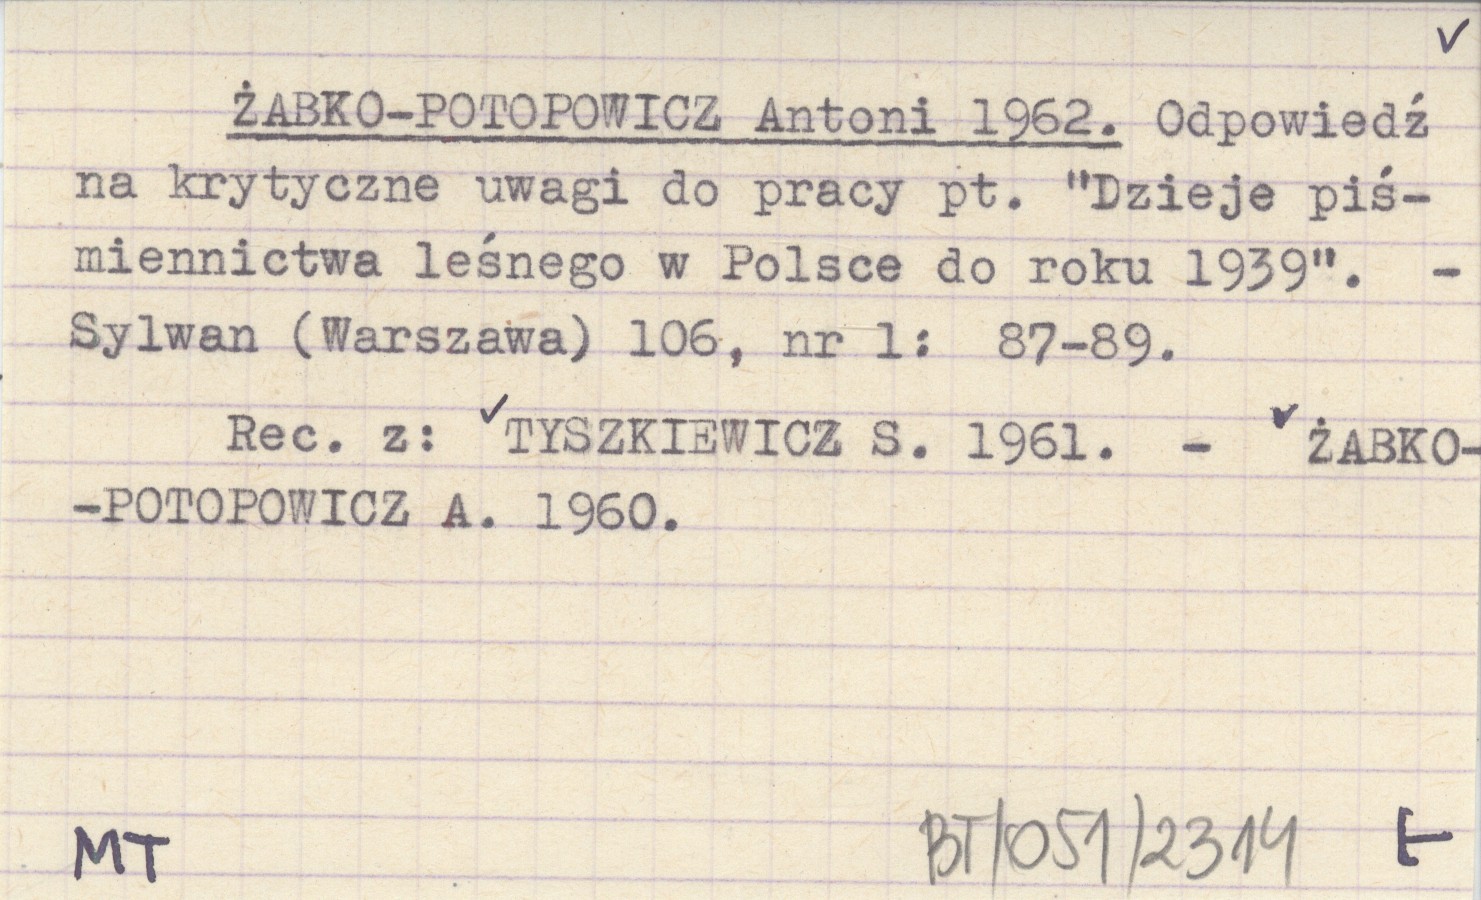 ✓
ŻABKO-POTOPOWICZ Antoni 1962. Odpowiedź
na krytyczne uwagi do pracy pt. "Dzieje piś-
miennictwa leśnego w Polsce do roku 1939". -
Sylwan (Warszawa) 106, nr 1: 87-89.
Rec. z: ✓TYSZKIEWICZ S. 1961. - ✓ŻABKO-
-POTOPOWICZ A. 1960.
MT BT/051/2314